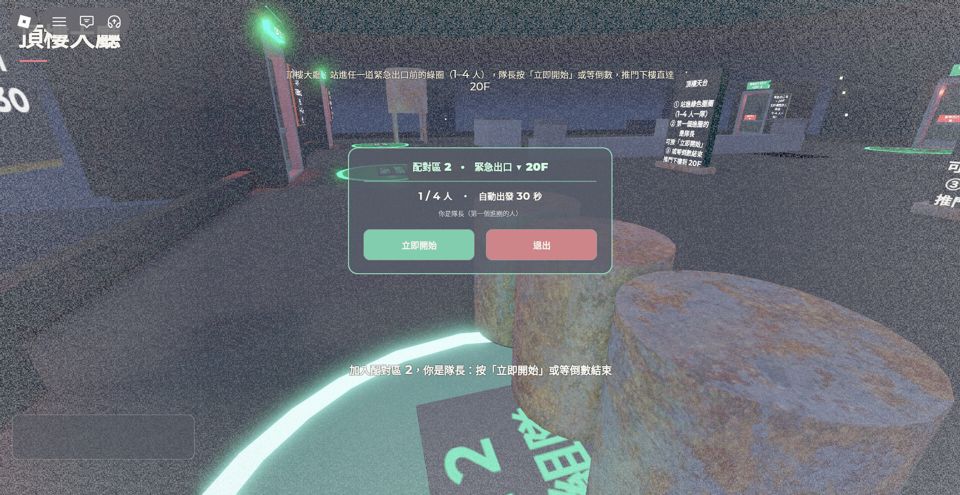 頂樓大廳
頂樓大廳：站進任一道緊急出口前的綠圈（1–4 人），隊長按「立即開始」或等倒數，推門下樓直達
20F
頂樓天台
① 站進綠色圈圈
（1–4 人一隊）
② 第一個進圈的
是隊長
可按「立即開始」
③ 或等倒數結束
推門下樓到 20F
配對區 2 • 緊急出口 ▼ 20F
1 / 4 人 • 自動出發 30 秒
你是隊長（第一個進圈的人）
立即開始
退出
可
③
推門
加入配對區 2，你是隊長：按「立即開始」或等倒數結束
2